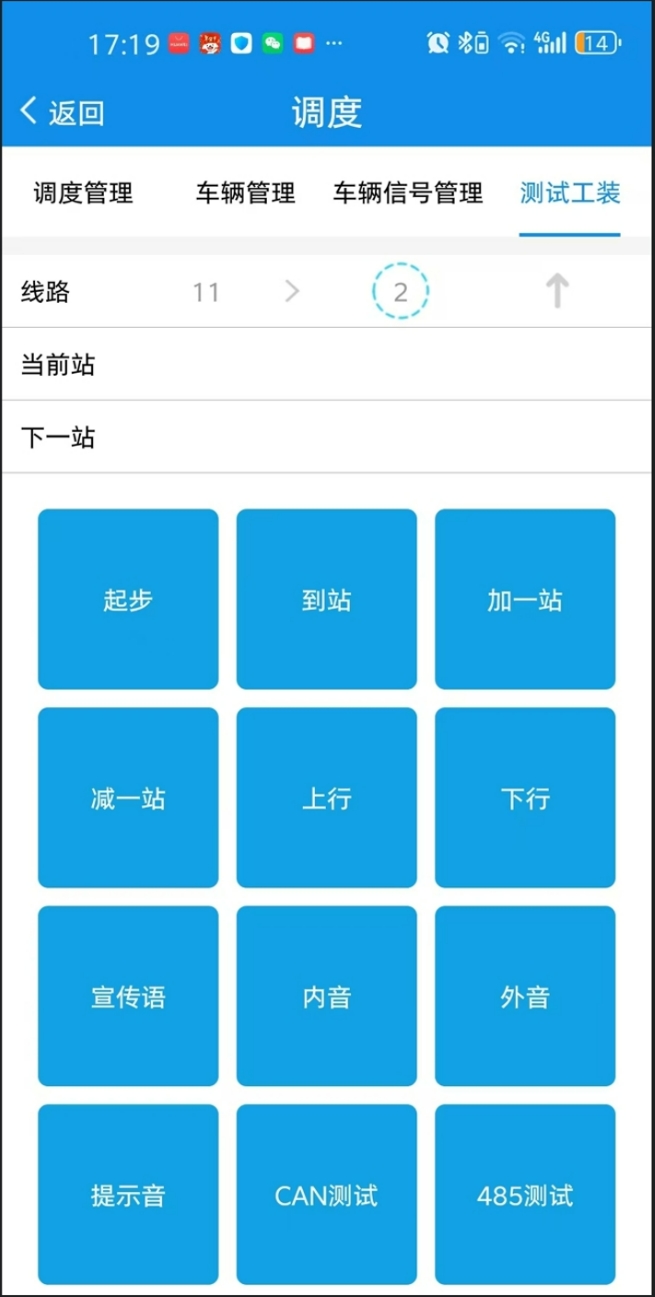 17:19 ··· 4G 14
返回 调度
调度管理 车辆管理 车辆信号管理 测试工装
线路 11 2
当前站
下一站
起步 到站 加一站
减一站 上行 下行
宣传语 内音 外音
提示音 CAN测试 485测试